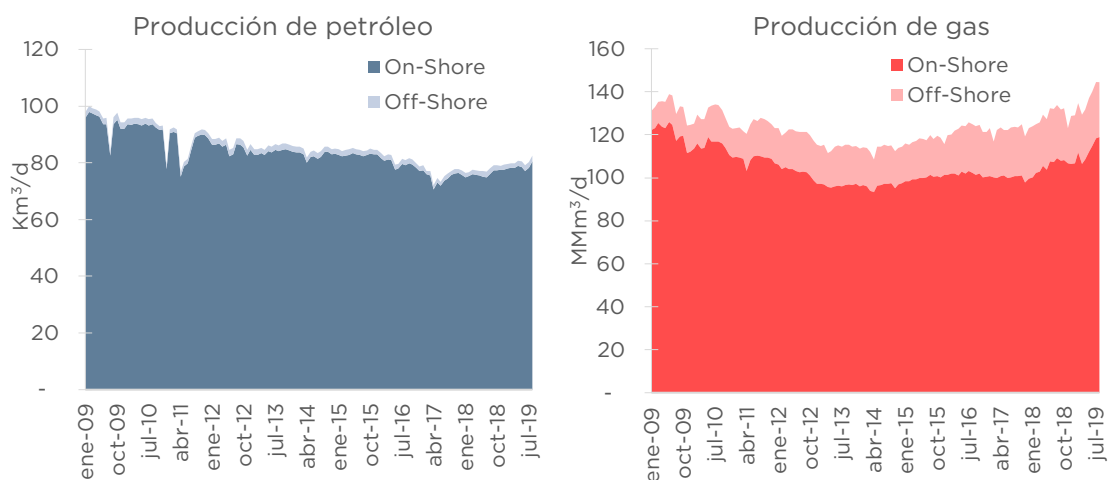 Producción de petróleo
120
100
80
60
40
20
-
Km³/d
On-Shore
Off-Shore
ene-09
oct-09
jul-10
abr-11
ene-12
oct-12
jul-13
abr-14
ene-15
oct-15
jul-16
abr-17
ene-18
oct-18
jul-19
Producción de gas
160
140
120
100
80
60
40
20
-
MMm³/d
On-Shore
Off-Shore
ene-09
oct-09
jul-10
abr-11
ene-12
oct-12
jul-13
abr-14
ene-15
oct-15
jul-16
abr-17
ene-18
oct-18
jul-19